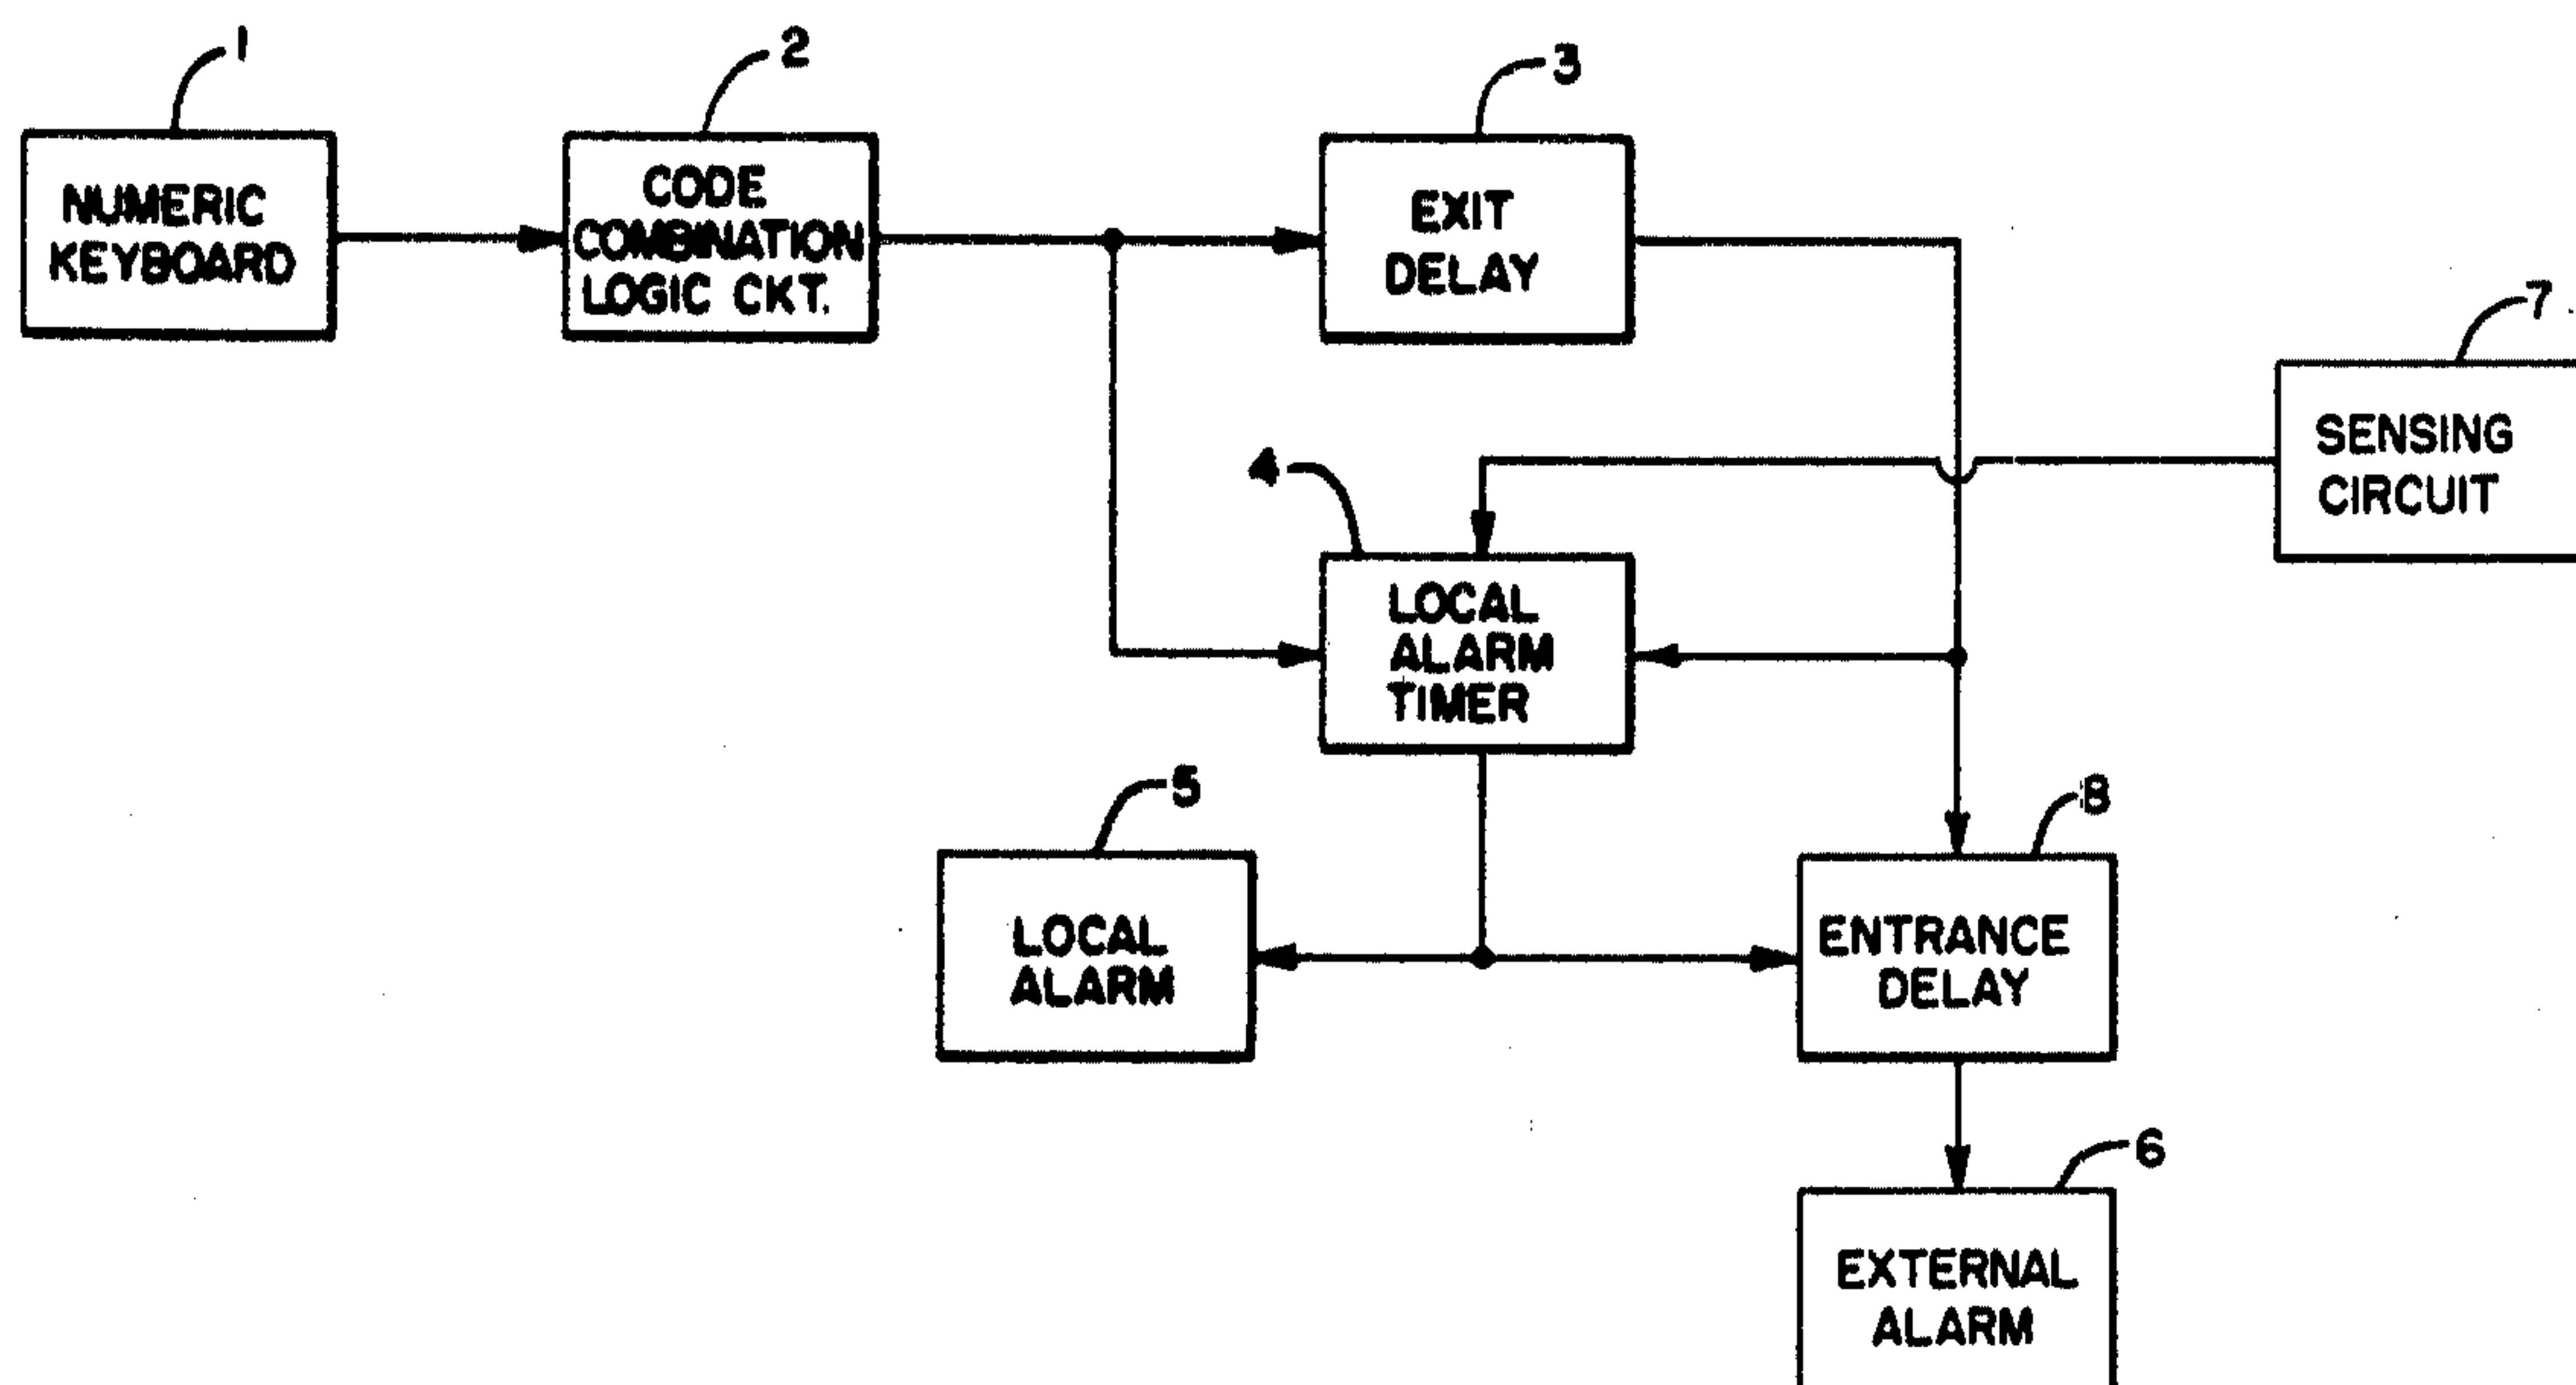 1
2
3
NUMERIC
KEYBOARD
CODE
COMBINATION
LOGIC CKT.
EXIT
DELAY
7
SENSING
CIRCUIT
4
LOCAL
ALARM
TIMER
5
8
LOCAL
ALARM
ENTRANCE
DELAY
6
EXTERNAL
ALARM